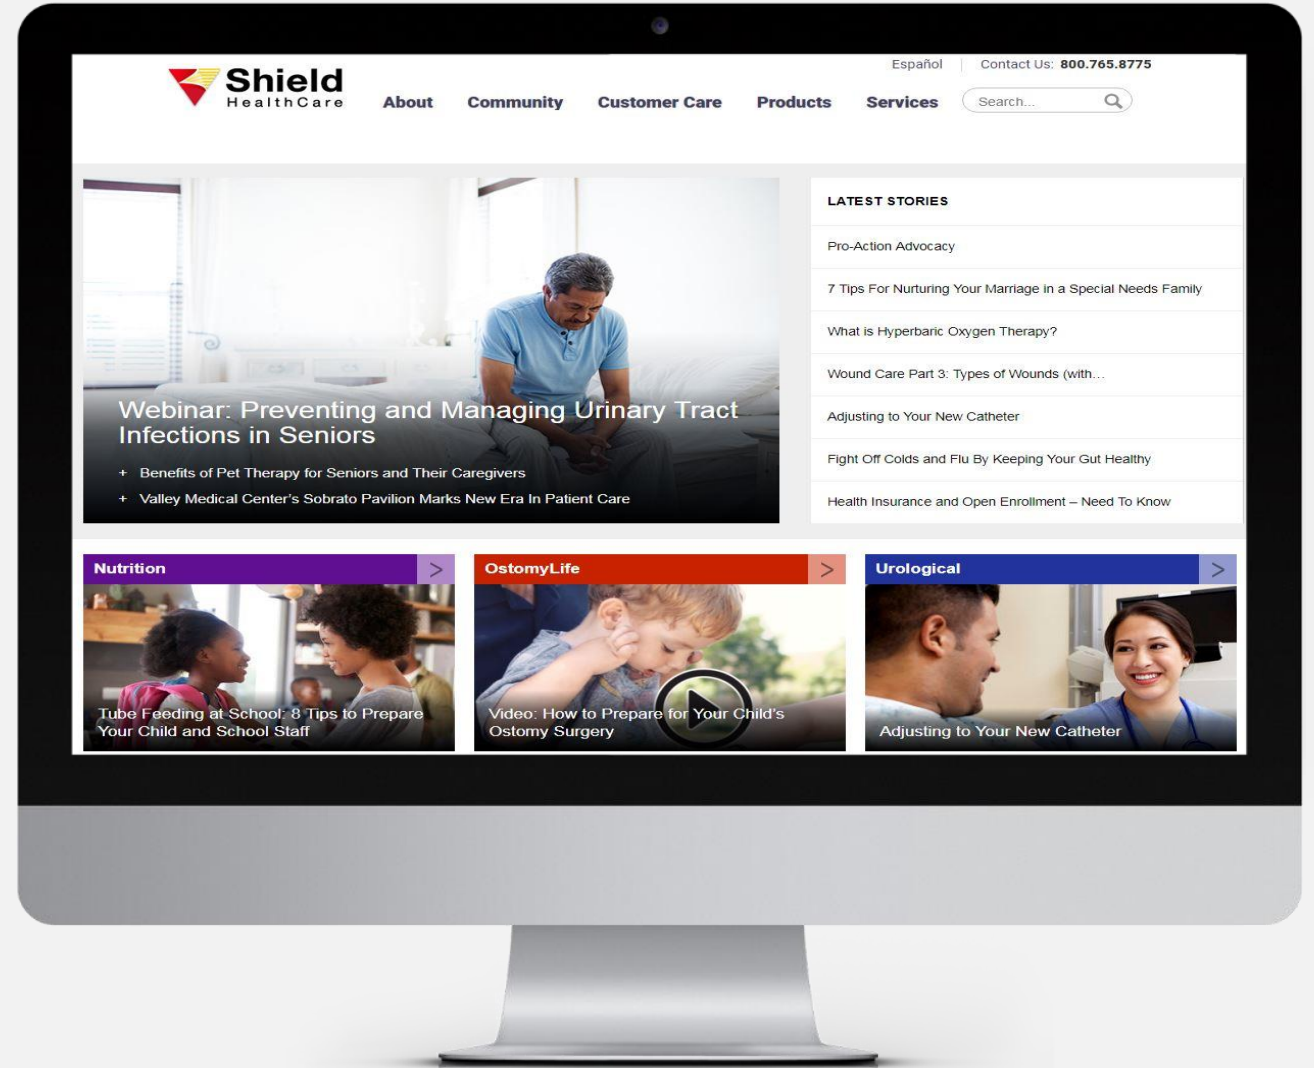 Español
Contact Us: 800.765.8775
Shield
HealthCare
About Community Customer Care Products Services
Search...
Webinar: Preventing and Managing Urinary Tract
Infections in Seniors
+ Benefits of Pet Therapy for Seniors and Their Caregivers
+ Valley Medical Center's Sobrato Pavilion Marks New Era In Patient Care
LATEST STORIES
Pro-Action Advocacy
7 Tips For Nurturing Your Marriage in a Special Needs Family
What is Hyperbaric Oxygen Therapy?
Wound Care Part 3: Types of Wounds (with...
Adjusting to Your New Catheter
Fight Off Colds and Flu By Keeping Your Gut Healthy
Health Insurance and Open Enrollment – Need To Know
Nutrition >
Tube Feeding at School: 8 Tips to Prepare
Your Child and School Staff
OstomyLife >
Video: How to Prepare for Your Child's
Ostomy Surgery
Urological >
Adjusting to Your New Catheter